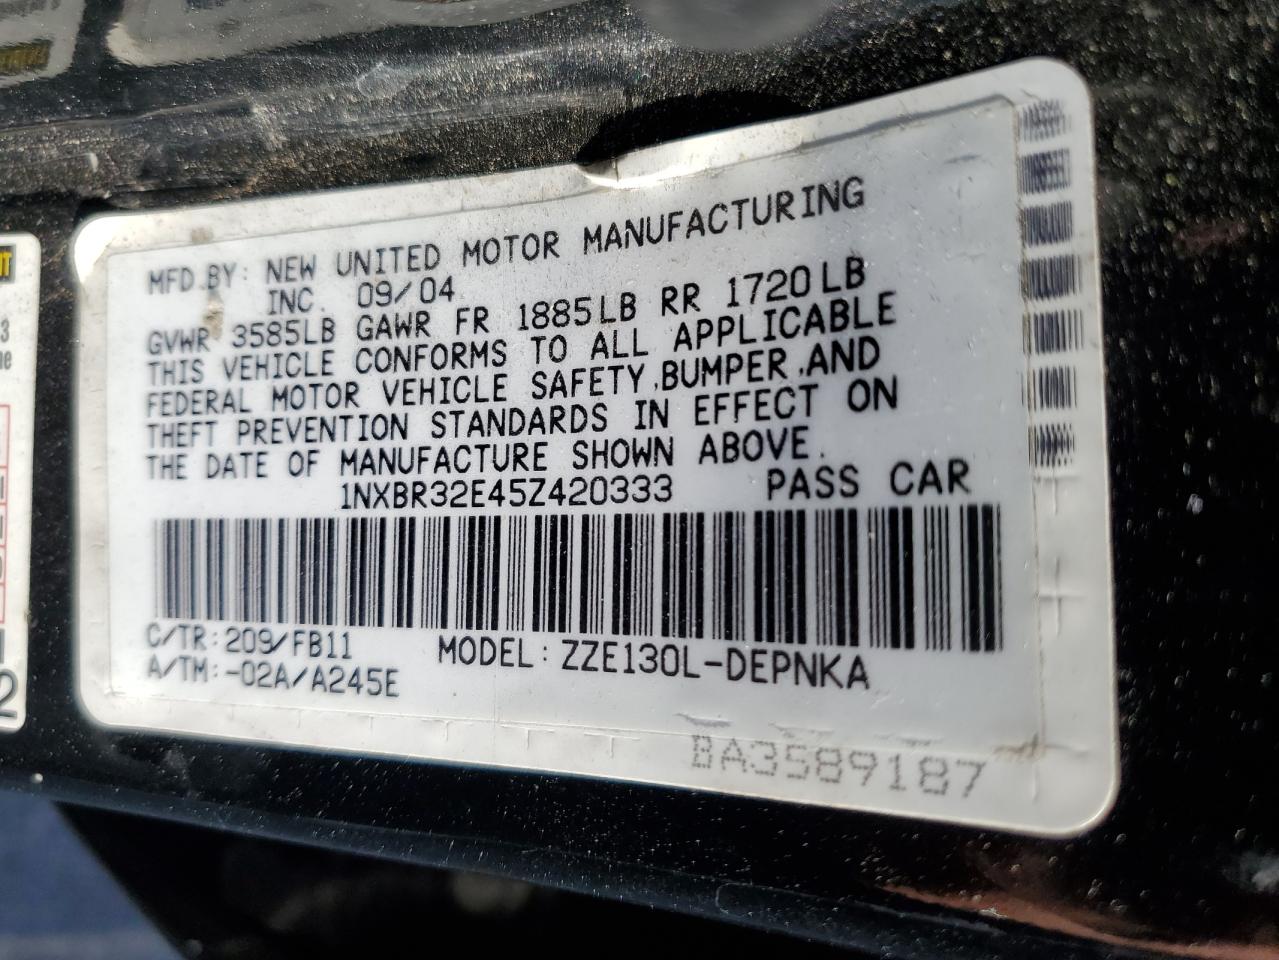 MFD.BY: NEW UNITED MOTOR MANUFACTURING
INC. 09/04
GVWR 3585LB GAWR FR 1885LB RR 1720LB
THIS VEHICLE CONFORMS TO ALL APPLICABLE
FEDERAL MOTOR VEHICLE SAFETY,BUMPER,AND
THEFT PREVENTION STANDARDS IN EFFECT ON
THE DATE OF MANUFACTURE SHOWN ABOVE.
1NXBR32E45Z420333 PASS CAR
C/TR:209/FB11 MODEL: ZZE130L-DEPNKA
A/TM:-02A/A245E
BA3589187
3
2